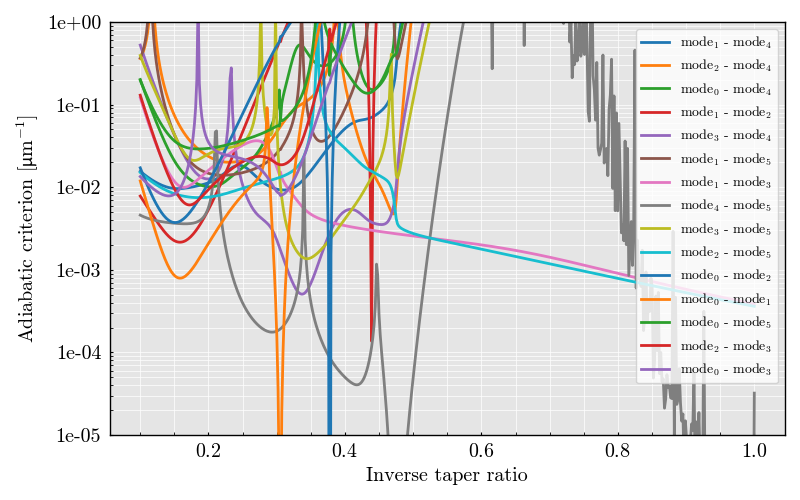 1e+00
1e-01
1e-02
1e-03
1e-04
1e-05
Adiabatic criterion [μm⁻¹]
0.2 0.4 0.6 0.8 1.0
Inverse taper ratio
mode₁ - mode₄
mode₂ - mode₄
mode₀ - mode₄
mode₁ - mode₂
mode₃ - mode₄
mode₁ - mode₅
mode₁ - mode₃
mode₄ - mode₅
mode₃ - mode₅
mode₂ - mode₅
mode₀ - mode₂
mode₀ - mode₁
mode₀ - mode₅
mode₂ - mode₃
mode₀ - mode₃